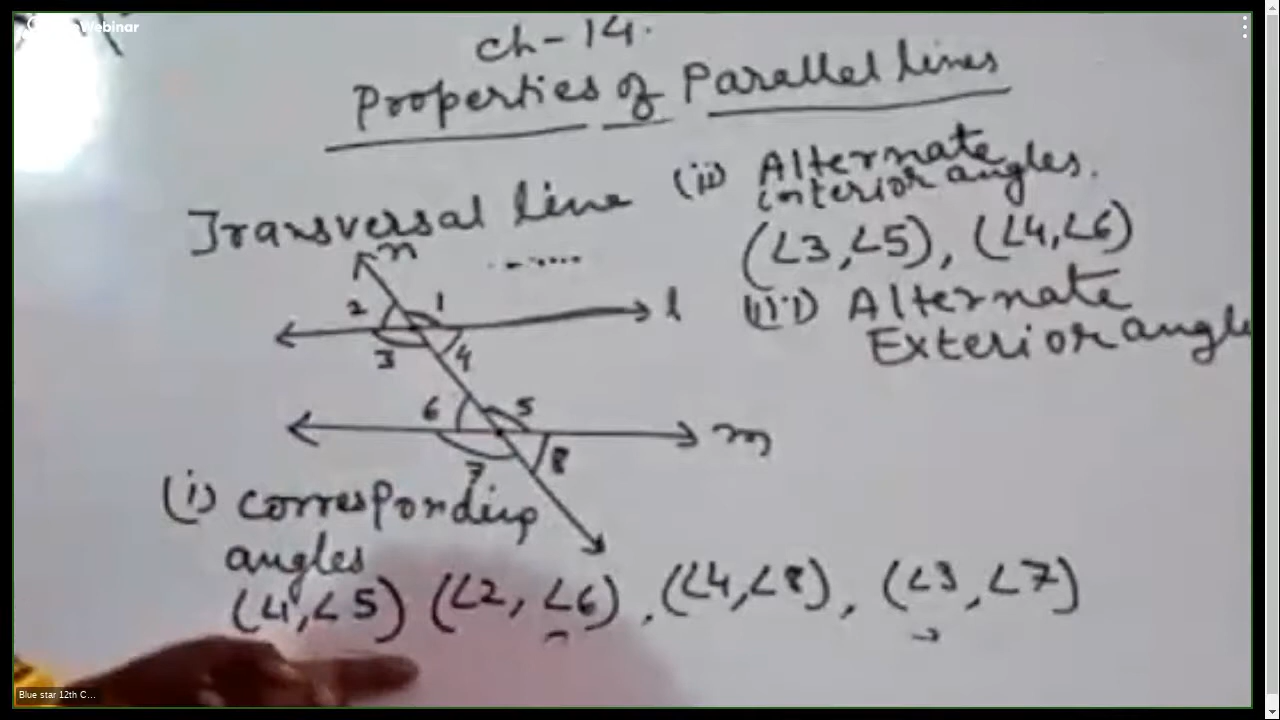 Webinar
Ch-14.
Properties of Parallel lines
Transversal line
(ii) Alternate
interior angles.
(∠3,∠5), (∠4,∠6)
(iii) Alternate
Exterior angle
n
2 1 l
3 4
6 5
m
7 8
(i) Corresponding
angles
(∠1,∠5) (∠2, ∠6), (∠4,∠8), (∠3,∠7)
Blue star 12th C...